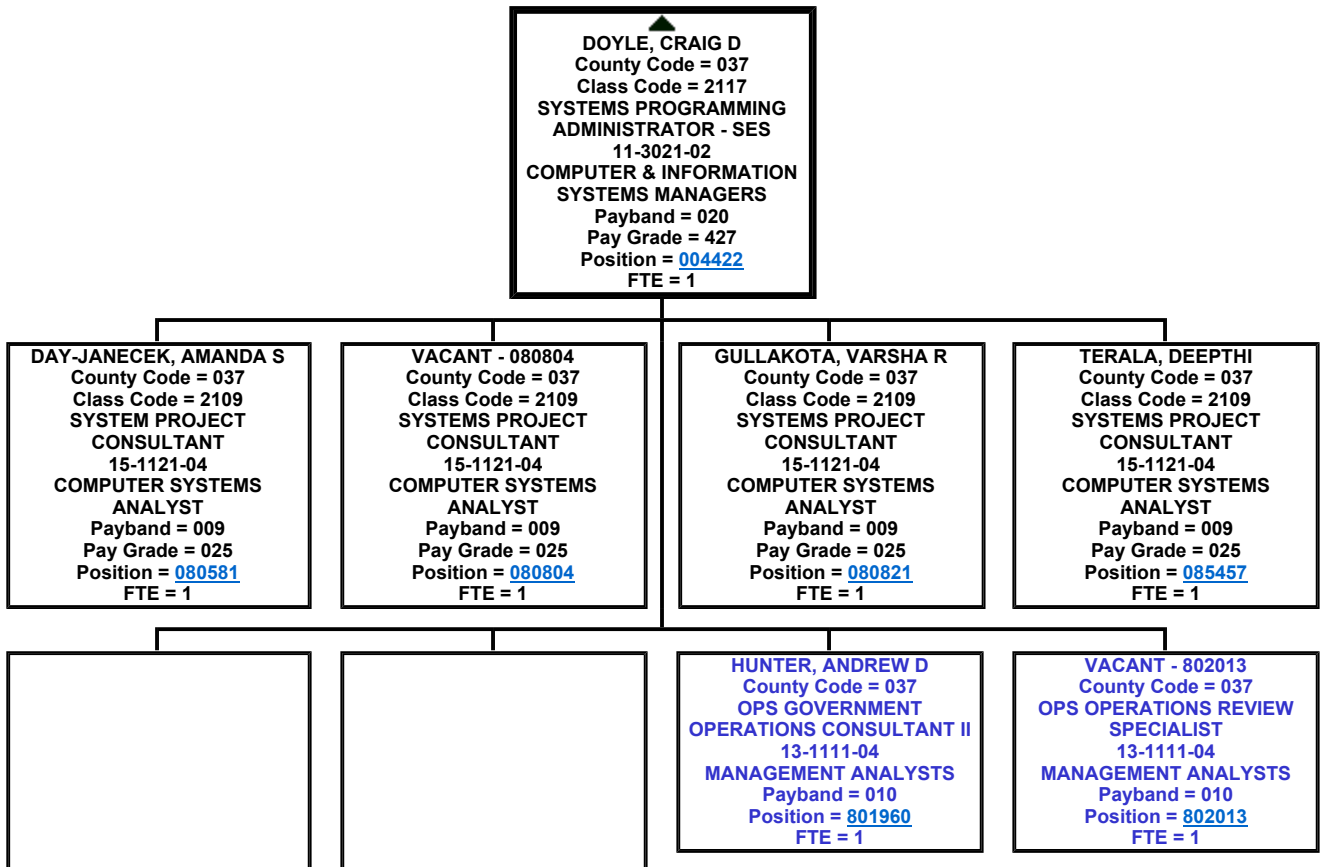 DOYLE, CRAIG D
County Code = 037
Class Code = 2117
SYSTEMS PROGRAMMING
ADMINISTRATOR - SES
11-3021-02
COMPUTER & INFORMATION
SYSTEMS MANAGERS
Payband = 020
Pay Grade = 427
Position = 004422
FTE = 1
DAY-JANECEK, AMANDA S
County Code = 037
Class Code = 2109
SYSTEM PROJECT
CONSULTANT
15-1121-04
COMPUTER SYSTEMS
ANALYST
Payband = 009
Pay Grade = 025
Position = 080581
FTE = 1
VACANT - 080804
County Code = 037
Class Code = 2109
SYSTEMS PROJECT
CONSULTANT
15-1121-04
COMPUTER SYSTEMS
ANALYST
Payband = 009
Pay Grade = 025
Position = 080804
FTE = 1
GULLAKOTA, VARSHA R
County Code = 037
Class Code = 2109
SYSTEMS PROJECT
CONSULTANT
15-1121-04
COMPUTER SYSTEMS
ANALYST
Payband = 009
Pay Grade = 025
Position = 080821
FTE = 1
TERALA, DEEPTHI
County Code = 037
Class Code = 2109
SYSTEMS PROJECT
CONSULTANT
15-1121-04
COMPUTER SYSTEMS
ANALYST
Payband = 009
Pay Grade = 025
Position = 085457
FTE = 1
HUNTER, ANDREW D
County Code = 037
OPS GOVERNMENT
OPERATIONS CONSULTANT II
13-1111-04
MANAGEMENT ANALYSTS
Payband = 010
Position = 801960
FTE = 1
VACANT - 802013
County Code = 037
OPS OPERATIONS REVIEW
SPECIALIST
13-1111-04
MANAGEMENT ANALYSTS
Payband = 010
Position = 802013
FTE = 1